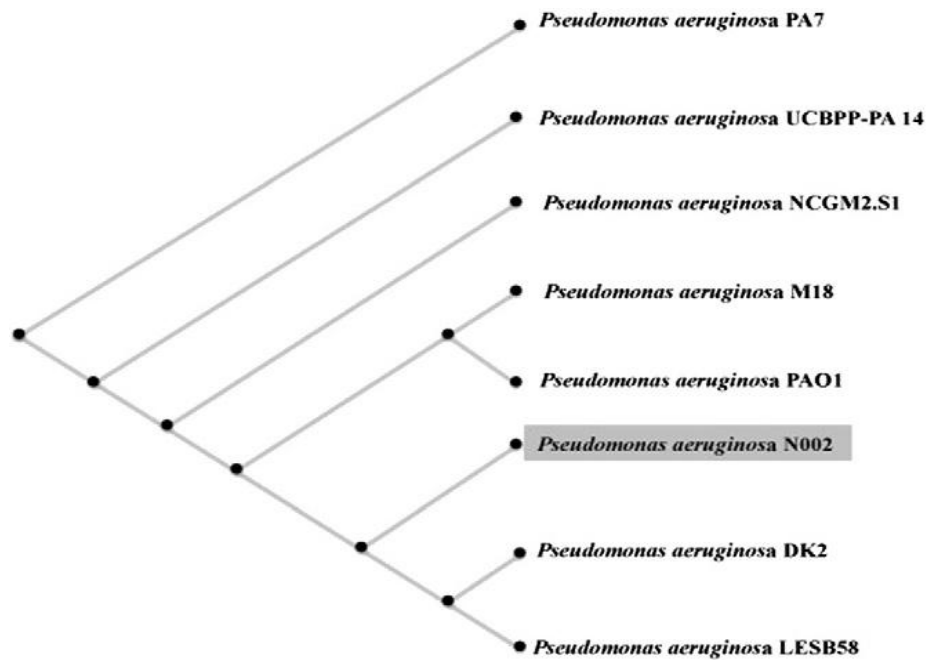 Pseudomonas aeruginosa PA7
Pseudomonas aeruginosa UCBPP-PA 14
Pseudomonas aeruginosa NCGM2.S1
Pseudomonas aeruginosa M18
Pseudomonas aeruginosa PAO1
Pseudomonas aeruginosa N002
Pseudomonas aeruginosa DK2
Pseudomonas aeruginosa LESB58